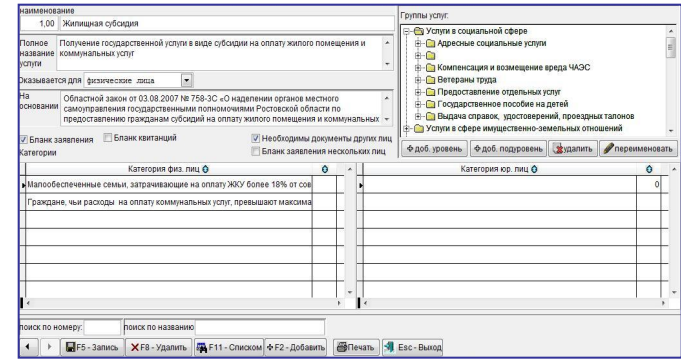 наименование
1,00 Жилищная субсидия
Полное название услуги
Получение государственной услуги в виде субсидии на оплату жилого помещения и
коммунальных услуг
Оказывается для физические лица
На основании
Областной закон от 03.08.2007 № 758-ЗС «О наделении органов местного
самоуправления государственными полномочиями Ростовской области по
предоставлению гражданам субсидий на оплату жилого помещения и коммунальных
Бланк заявления
Бланк квитанций
Необходимы документы других лиц
Бланк заявления нескольких лиц
Категории
Группы услуг:
Услуги в социальной сфере
Адресные социальные услуги
Компенсация и возмещение вреда ЧАЭС
Ветераны труда
Предоставление отдельных услуг
Государственное пособие на детей
Выдача справок, удостоверений, проездных талонов
Услуги в сфере имущественно-земельных отношений
доб. уровень доб. подуровень удалить переименовать
Категория физ. лиц
Малообеспеченные семьи, затрачивающие на оплату ЖКУ более 18% от сов
Граждане, чьи расходы на оплату коммунальных услуг, превышают максима
Категория юр. лиц
0
поиск по номеру: поиск по названию
F5 - Запись F8 - Удалить F11 - Списком F2 - Добавить Печать Esc - Выход